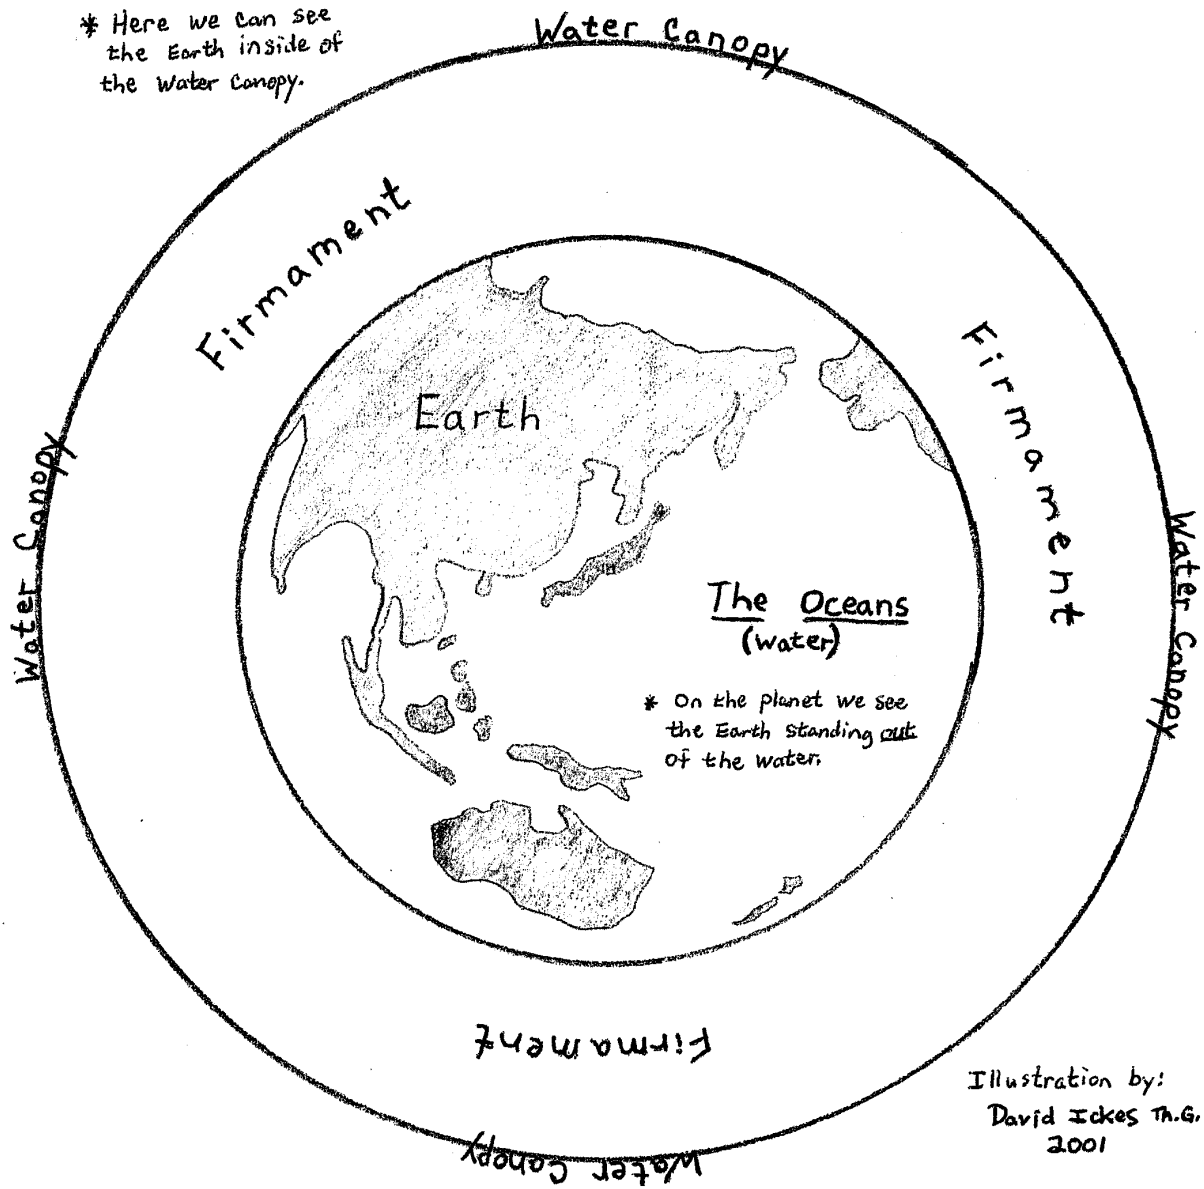 * Here we can see
the Earth inside of
the Water Canopy.
Water Canopy
Firmament
Firmament
Earth
Water Canopy
Water Canopy
The Oceans
(water)
* On the planet we see
the Earth standing out
of the water.
Firmament
Water Canopy
Illustration by:
David Ickes Th.G.
2001